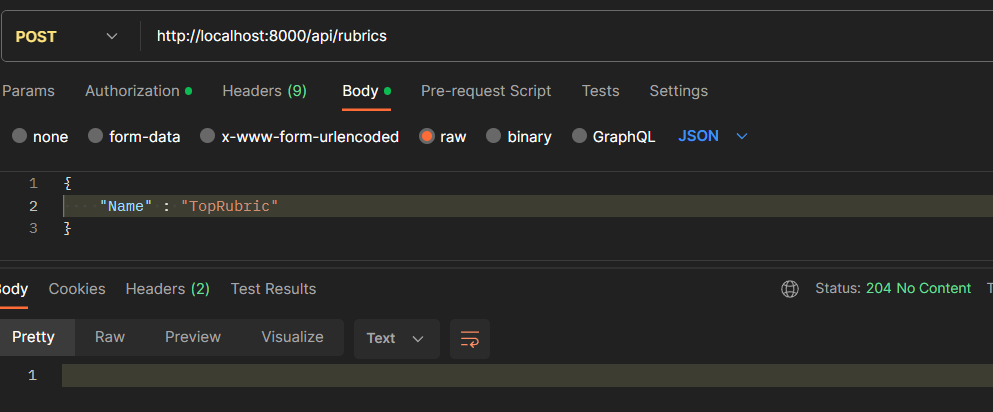 POST http://localhost:8000/api/rubrics
Params Authorization Headers (9) Body Pre-request Script Tests Settings
none form-data x-www-form-urlencoded raw binary GraphQL JSON
1 {
2 "Name" : "TopRubric"
3 }
Body Cookies Headers (2) Test Results Status: 204 No Content
Pretty Raw Preview Visualize Text
1